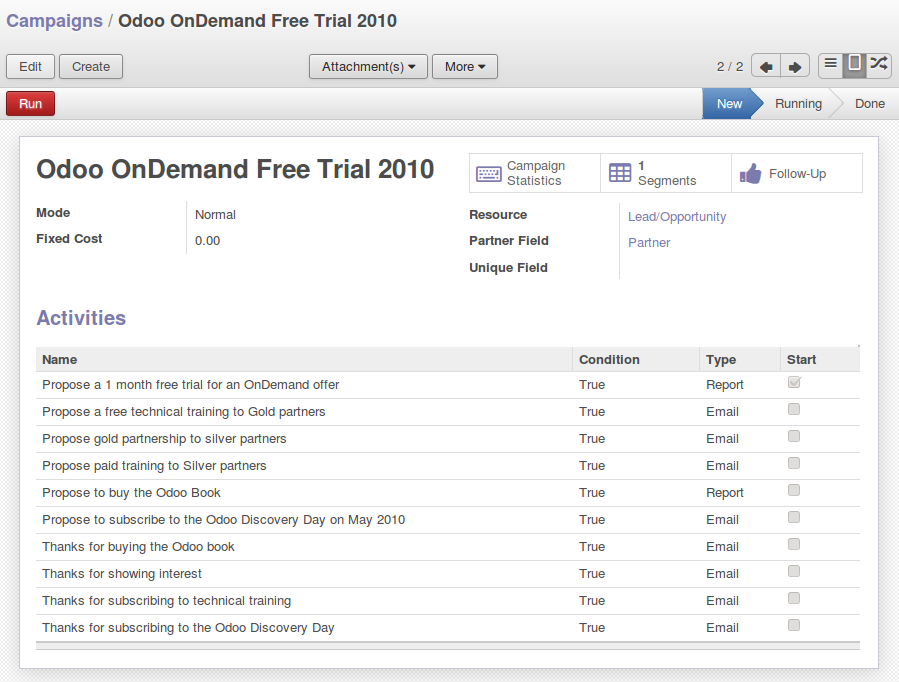 Campaigns / Odoo OnDemand Free Trial 2010
Edit Create Attachment(s) More 2 / 2
Run New Running Done
Odoo OnDemand Free Trial 2010
Campaign Statistics
1 Segments
Follow-Up
Mode Normal
Fixed Cost 0.00
Resource Lead/Opportunity
Partner Field Partner
Unique Field
Activities
Name Condition Type Start
Propose a 1 month free trial for an OnDemand offer True Report
Propose a free technical training to Gold partners True Email
Propose gold partnership to silver partners True Email
Propose paid training to Silver partners True Email
Propose to buy the Odoo Book True Report
Propose to subscribe to the Odoo Discovery Day on May 2010 True Email
Thanks for buying the Odoo book True Email
Thanks for showing interest True Email
Thanks for subscribing to technical training True Email
Thanks for subscribing to the Odoo Discovery Day True Email